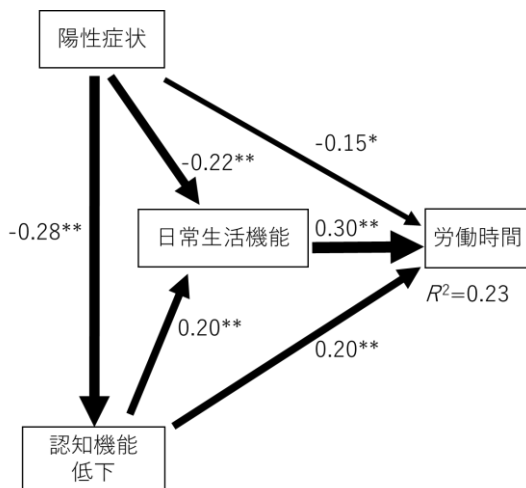 陽性症状
-0.15*
-0.22**
-0.28**
日常生活機能
0.30**
労働時間
R²=0.23
0.20**
0.20**
認知機能
低下